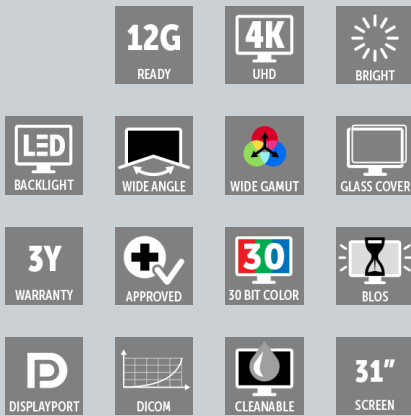 12G
READY
4K
UHD
BRIGHT
LED
BACKLIGHT
WIDE ANGLE
WIDE GAMUT
GLASS COVER
3Y
WARRANTY
APPROVED
30
30 BIT COLOR
BLOS
DISPLAYPORT
DICOM
CLEANABLE
31"
SCREEN